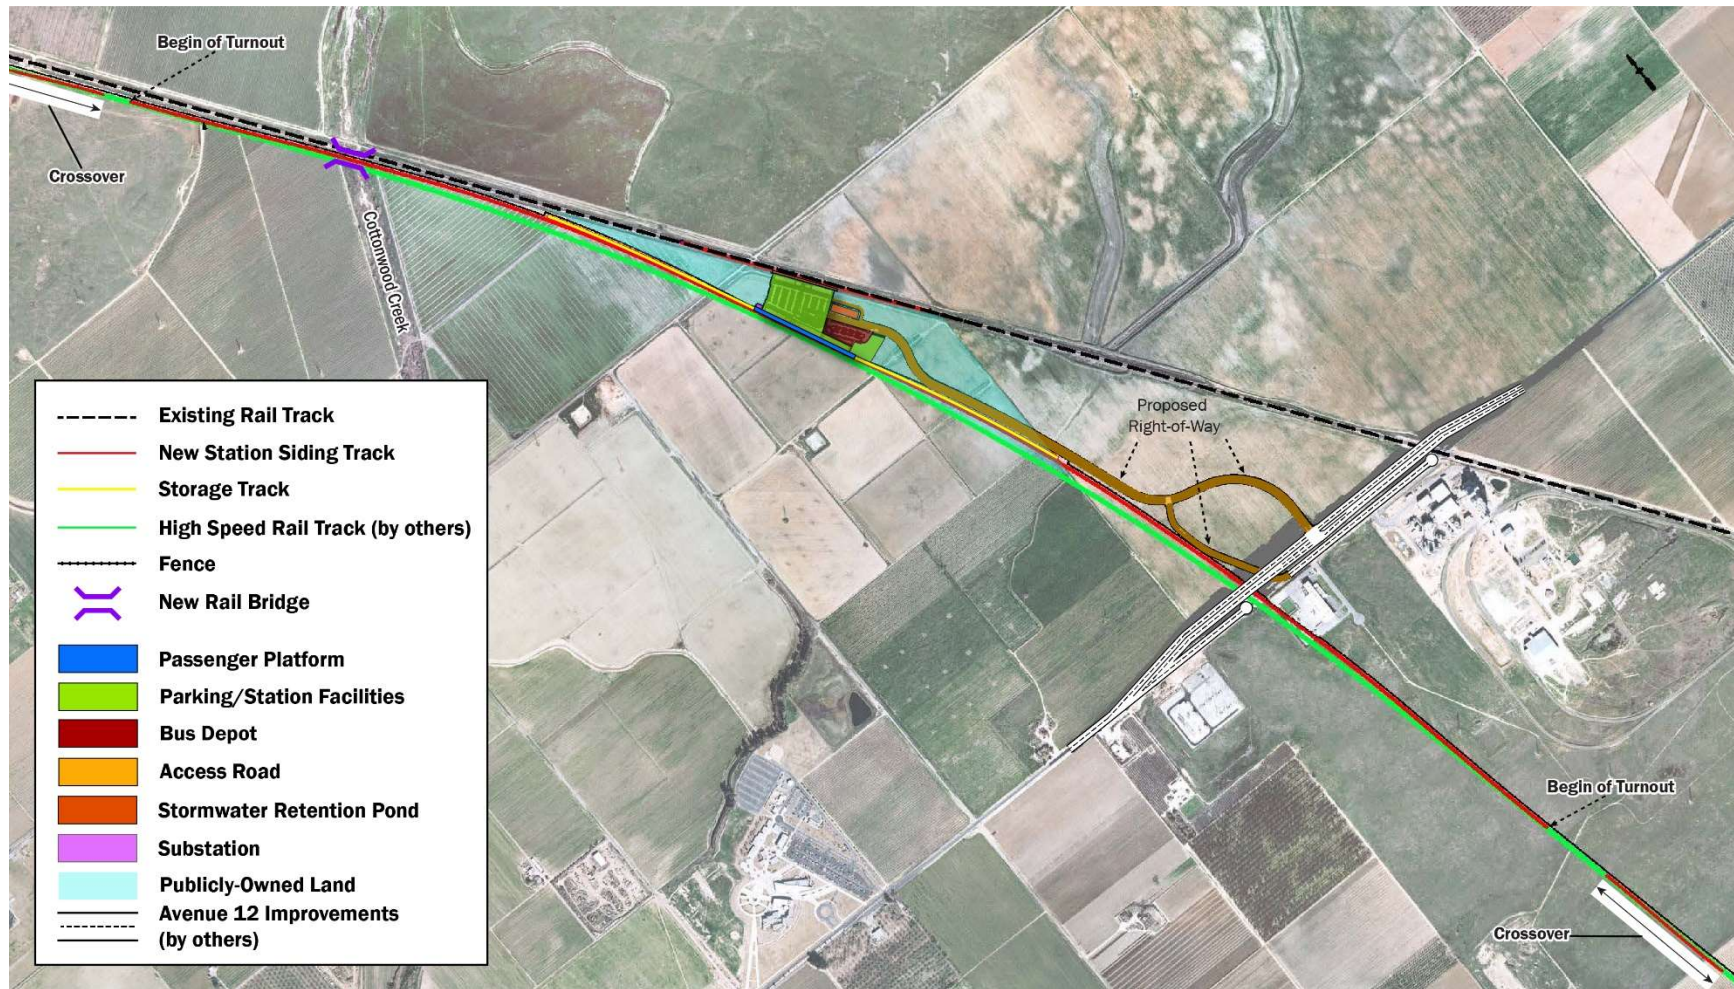 Begin of Turnout
Crossover
Cottonwood Creek
Proposed
Right-of-Way
Begin of Turnout
Crossover
Existing Rail Track
New Station Siding Track
Storage Track
High Speed Rail Track (by others)
Fence
New Rail Bridge
Passenger Platform
Parking/Station Facilities
Bus Depot
Access Road
Stormwater Retention Pond
Substation
Publicly-Owned Land
Avenue 12 Improvements
(by others)